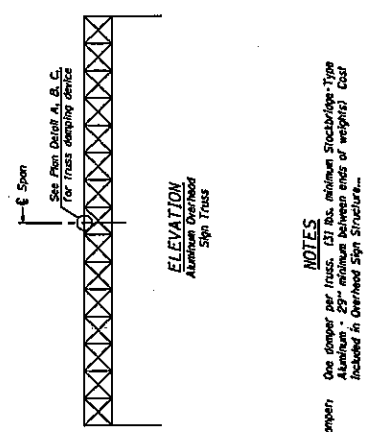 ℄ Span
See Plan Detail A, B, C,
for truss damping device
ELEVATION
Aluminum Overhead
Sign Truss
NOTES
One damper per truss. (31 lbs. minimum Stockbridge-Type
Aluminum - 29" minimum between ends of weights) Cost
included in Overhead Sign Structure...